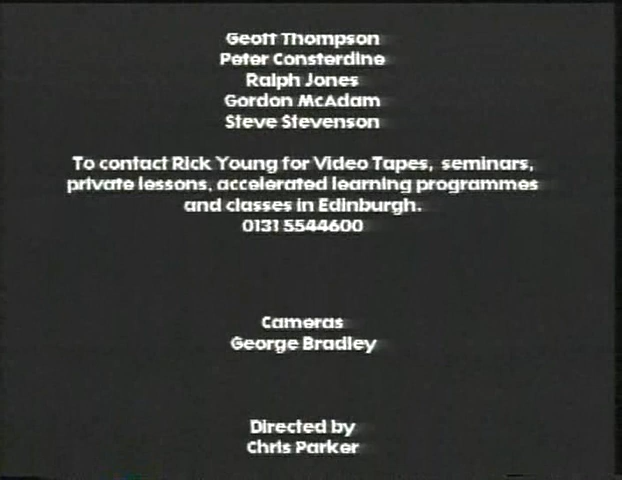 Geoff Thompson
Peter Consterdine
Ralph Jones
Gordon McAdam
Steve Stevenson
To contact Rick Young for Video Tapes, seminars,
private lessons, accelerated learning programmes
and classes in Edinburgh.
0131 5544600
Cameras
George Bradley
Directed by
Chris Parker